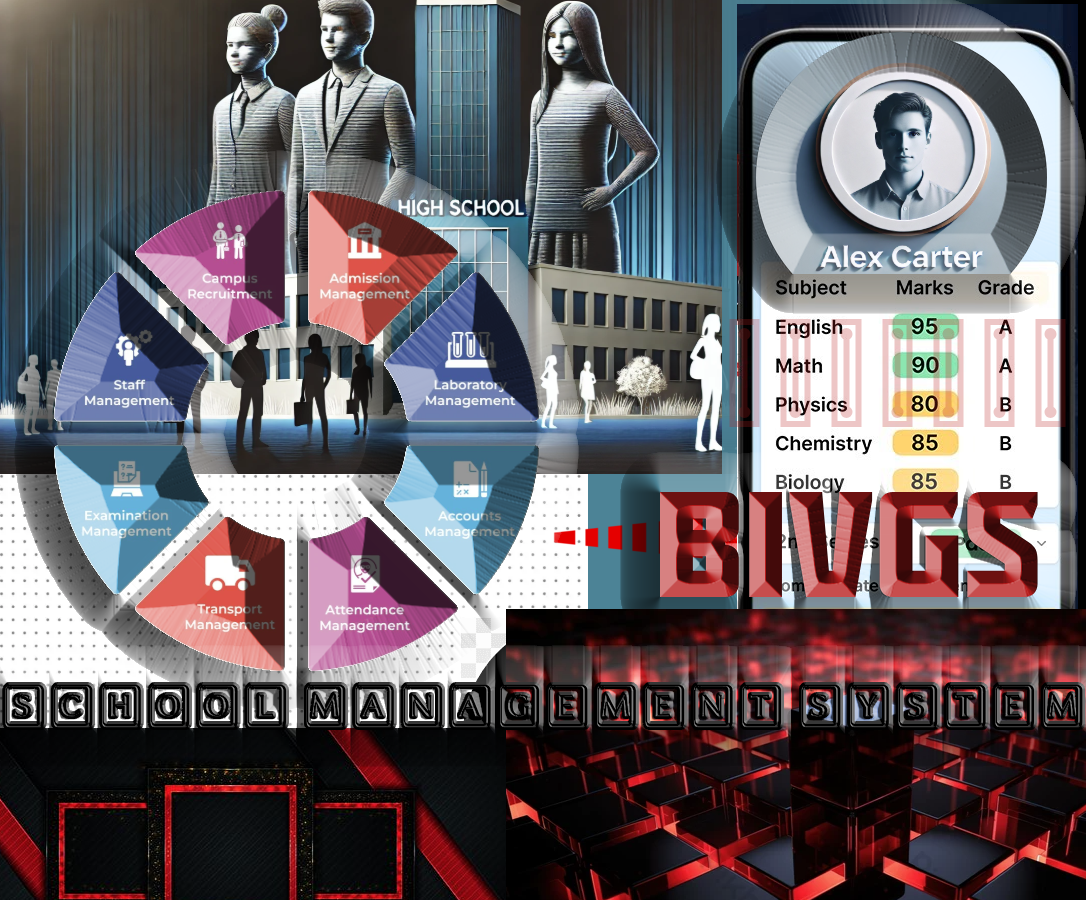 HIGH SCHOOL
Campus
Recruitment
Admission
Management
Staff
Management
Laboratory
Management
Examination
Management
Accounts
Management
Transport
Management
Attendance
Management
Alex Carter
Subject Marks Grade
English 95 A
Math 90 A
Physics 80 B
Chemistry 85 B
Biology 85 B
BIVGS
SCHOOL MANAGEMENT SYSTEM